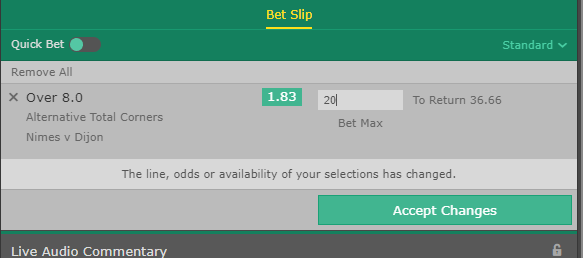 Bet Slip
Quick Bet Standard
Remove All
Over 8.0 1.83 20 To Return 36.66
Alternative Total Corners Bet Max
Nimes v Dijon
The line, odds or availability of your selections has changed.
Accept Changes
Live Audio Commentary